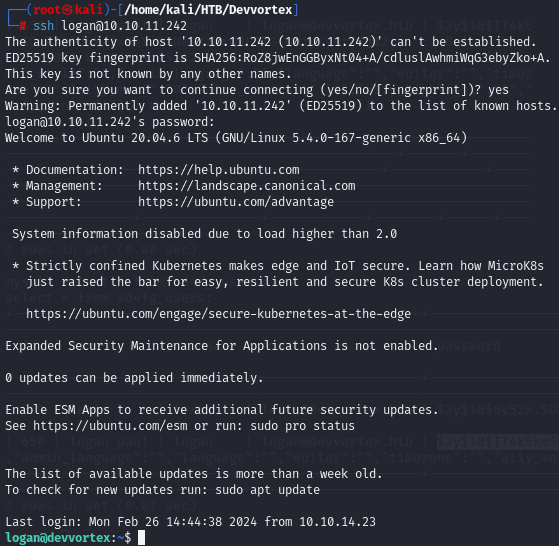 ┌──(root㉿kali)-[/home/kali/HTB/Devvortex]
└─# ssh logan@10.10.11.242
The authenticity of host '10.10.11.242 (10.10.11.242)' can't be established.
ED25519 key fingerprint is SHA256:RoZ8jwEnGGByxNt04+A/cdluslAwhmiWqG3ebyZko+A.
This key is not known by any other names.
Are you sure you want to continue connecting (yes/no/[fingerprint])? yes
Warning: Permanently added '10.10.11.242' (ED25519) to the list of known hosts.
logan@10.10.11.242's password:
Welcome to Ubuntu 20.04.6 LTS (GNU/Linux 5.4.0-167-generic x86_64)
* Documentation: https://help.ubuntu.com
* Management: https://landscape.canonical.com
* Support: https://ubuntu.com/advantage
System information disabled due to load higher than 2.0
* Strictly confined Kubernetes makes edge and IoT secure. Learn how MicroK8s
just raised the bar for easy, resilient and secure K8s cluster deployment.
https://ubuntu.com/engage/secure-kubernetes-at-the-edge
Expanded Security Maintenance for Applications is not enabled.
0 updates can be applied immediately.
Enable ESM Apps to receive additional future security updates.
See https://ubuntu.com/esm or run: sudo pro status
The list of available updates is more than a week old.
To check for new updates run: sudo apt update
Last login: Mon Feb 26 14:44:38 2024 from 10.10.14.23
logan@devvortex:~$